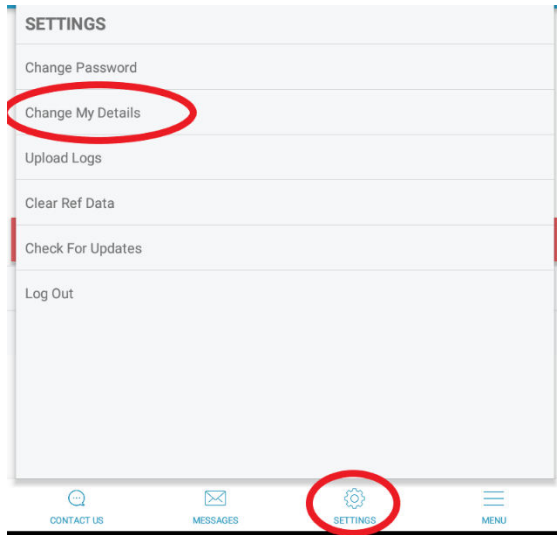 SETTINGS
Change Password
Change My Details
Upload Logs
Clear Ref Data
Check For Updates
Log Out
CONTACT US MESSAGES SETTINGS MENU